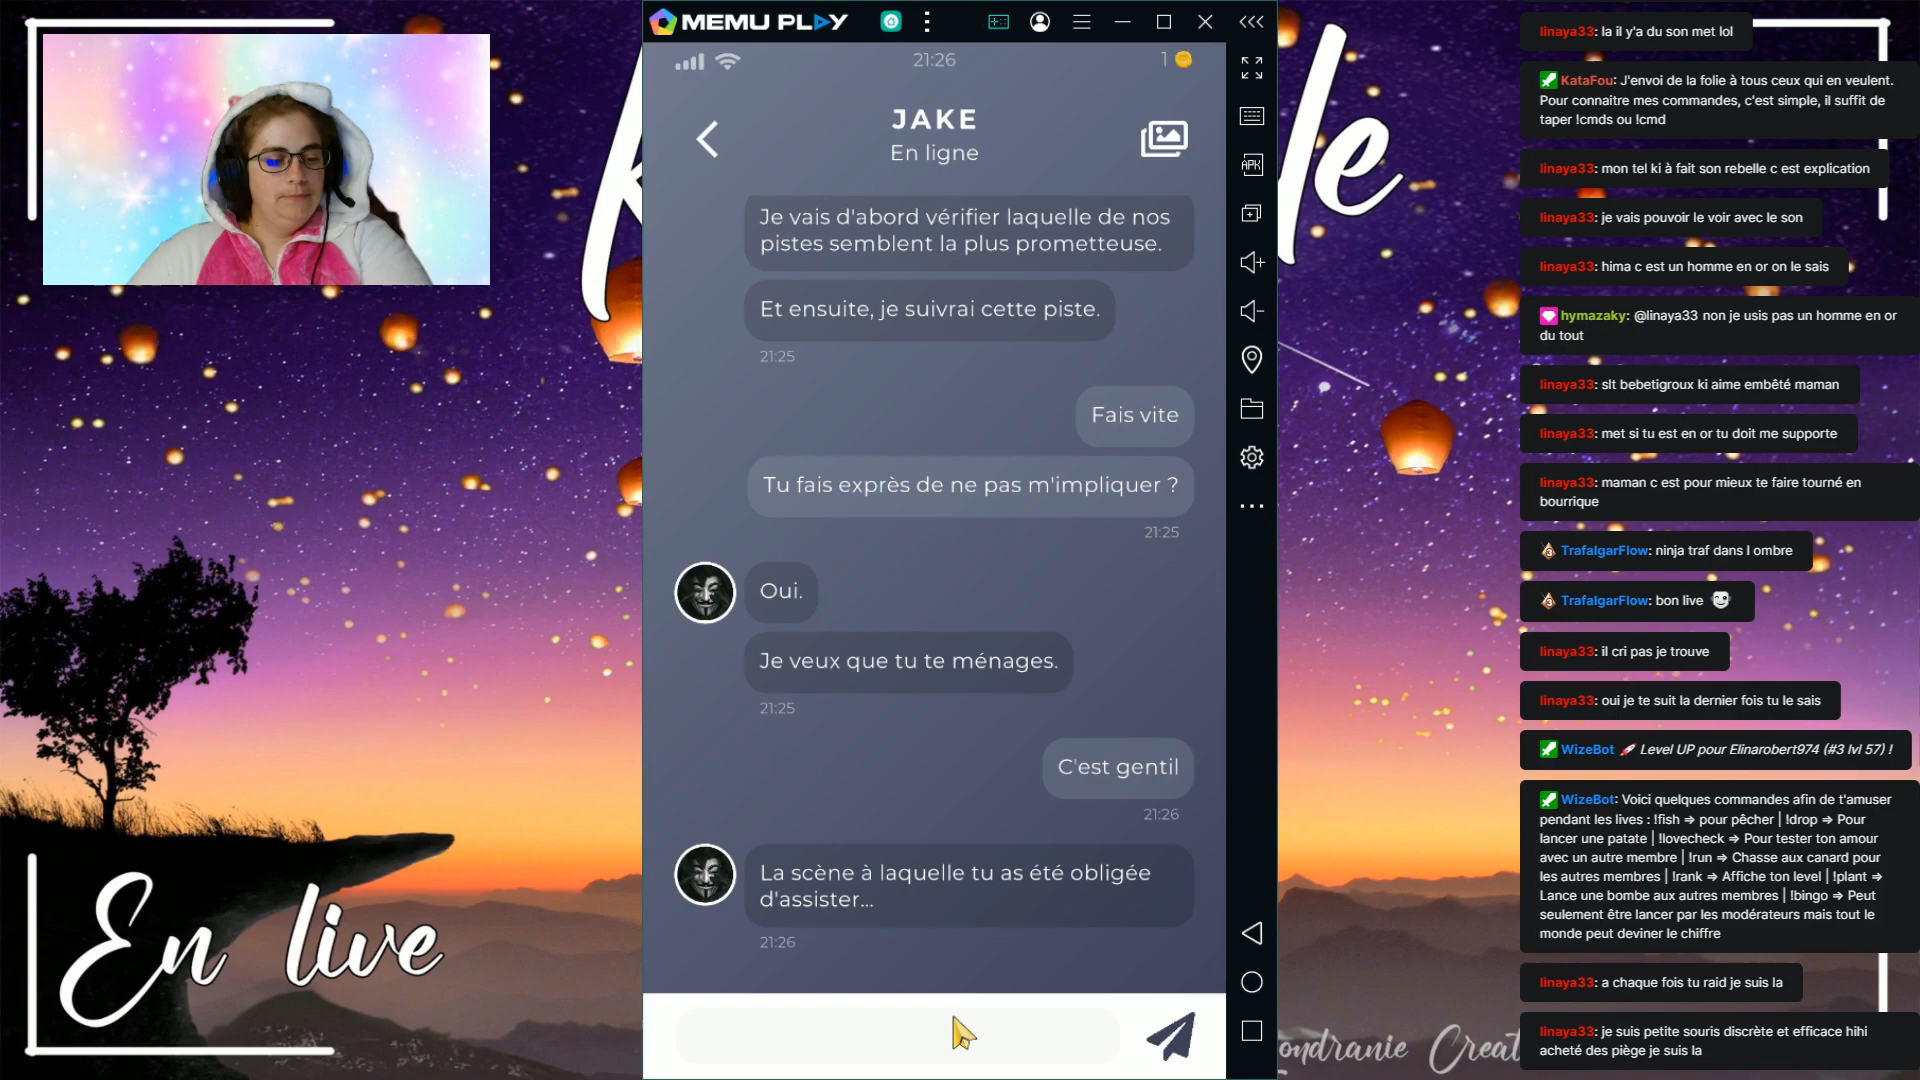 MEMU PLAY
21:26
1
JAKE
En ligne
Je vais d'abord vérifier laquelle de nos
pistes semblent la plus prometteuse.
Et ensuite, je suivrai cette piste.
21:25
Fais vite
Tu fais exprès de ne pas m'impliquer ?
21:25
Oui.
Je veux que tu te ménages.
21:25
C'est gentil
21:26
La scène à laquelle tu as été obligée
d'assister...
21:26
APK
En live
linaya33: la il y'a du son met lol
KataFou: J'envoi de la folie à tous ceux qui en veulent.
Pour connaitre mes commandes, c'est simple, il suffit de
taper !cmds ou !cmd
linaya33: mon tel ki à fait son rebelle c est explication
linaya33: je vais pouvoir le voir avec le son
linaya33: hima c est un homme en or on le sais
hymazaky: @linaya33 non je usis pas un homme en or
du tout
linaya33: slt bebetigroux ki aime embêté maman
linaya33: met si tu est en or tu doit me supporte
linaya33: maman c est pour mieux te faire tourné en
bourrique
TrafalgarFlow: ninja traf dans l ombre
TrafalgarFlow: bon live
linaya33: il cri pas je trouve
linaya33: oui je te suit la dernier fois tu le sais
WizeBot Level UP pour Elinarobert974 (#3 lvl 57) !
WizeBot: Voici quelques commandes afin de t'amuser
pendant les lives : !fish => pour pêcher | !drop => Pour
lancer une patate | !lovecheck => Pour tester ton amour
avec un autre membre | !run => Chasse aux canard pour
les autres membres | !rank => Affiche ton level | !plant =>
Lance une bombe aux autres membres | !bingo => Peut
seulement être lancer par les modérateurs mais tout le
monde peut deviner le chiffre
linaya33: a chaque fois tu raid je suis la
linaya33: je suis petite souris discrète et efficace hihi
acheté des piège je suis la